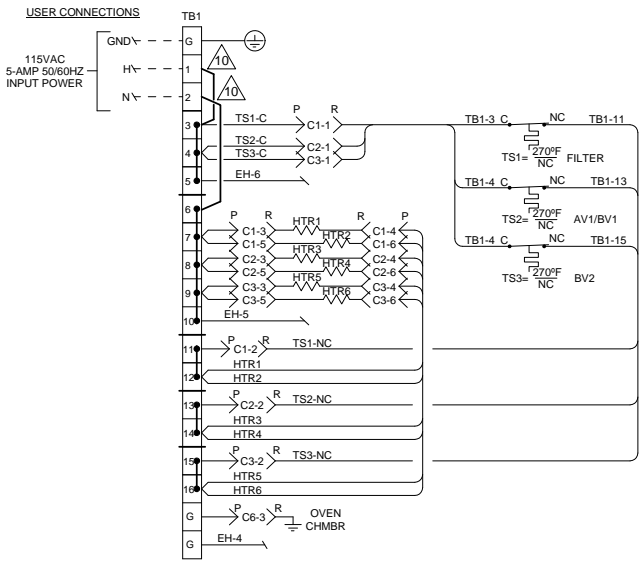 USER CONNECTIONS
TB1
GND
G
115VAC
5-AMP 50/60HZ
INPUT POWER
H
1
10
N
2
10
3
TS1-C
P
C1-1
R
4
TS2-C
C2-1
TS3-C
C3-1
5
EH-6
TB1-3 C
NC
TB1-11
TS1= 270ºF
NC
FILTER
TB1-4 C
NC
TB1-13
TS2= 270ºF
NC
AV1/BV1
TB1-4 C
NC
TB1-15
TS3= 270ºF
NC
BV2
6
P
R
R
P
7
C1-3
HTR1
C1-4
C1-5
HTR2
C1-6
8
C2-3
HTR3
C2-4
C2-5
HTR4
C2-6
9
C3-3
HTR5
C3-4
C3-5
HTR6
C3-6
10
EH-5
11
P
C1-2
R
TS1-NC
HTR1
12
HTR2
13
P
C2-2
R
TS2-NC
HTR3
14
HTR4
15
P
C3-2
R
TS3-NC
HTR5
16
HTR6
G
P
C6-3
R
OVEN
CHMBR
G
EH-4